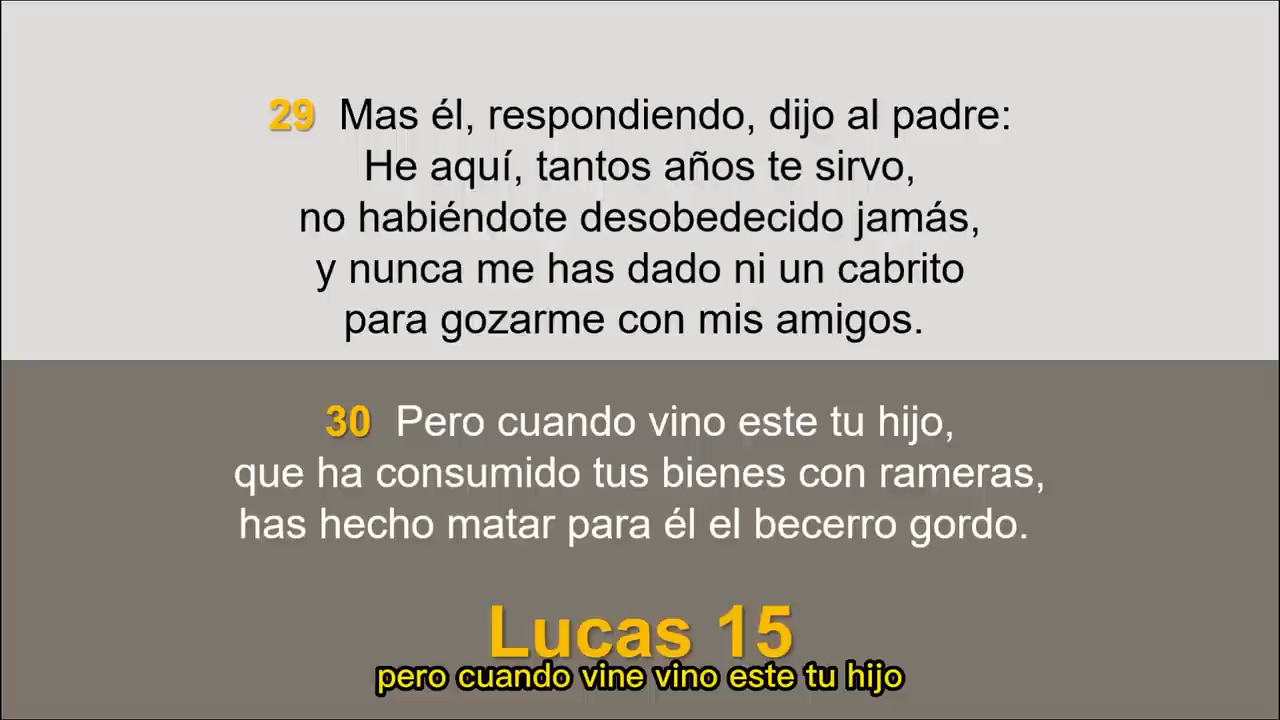 29 Mas él, respondiendo, dijo al padre:
He aquí, tantos años te sirvo,
no habiéndote desobedecido jamás,
y nunca me has dado ni un cabrito
para gozarme con mis amigos.
30 Pero cuando vino este tu hijo,
que ha consumido tus bienes con rameras,
has hecho matar para él el becerro gordo.
Lucas 15
pero cuando vine vino este tu hijo